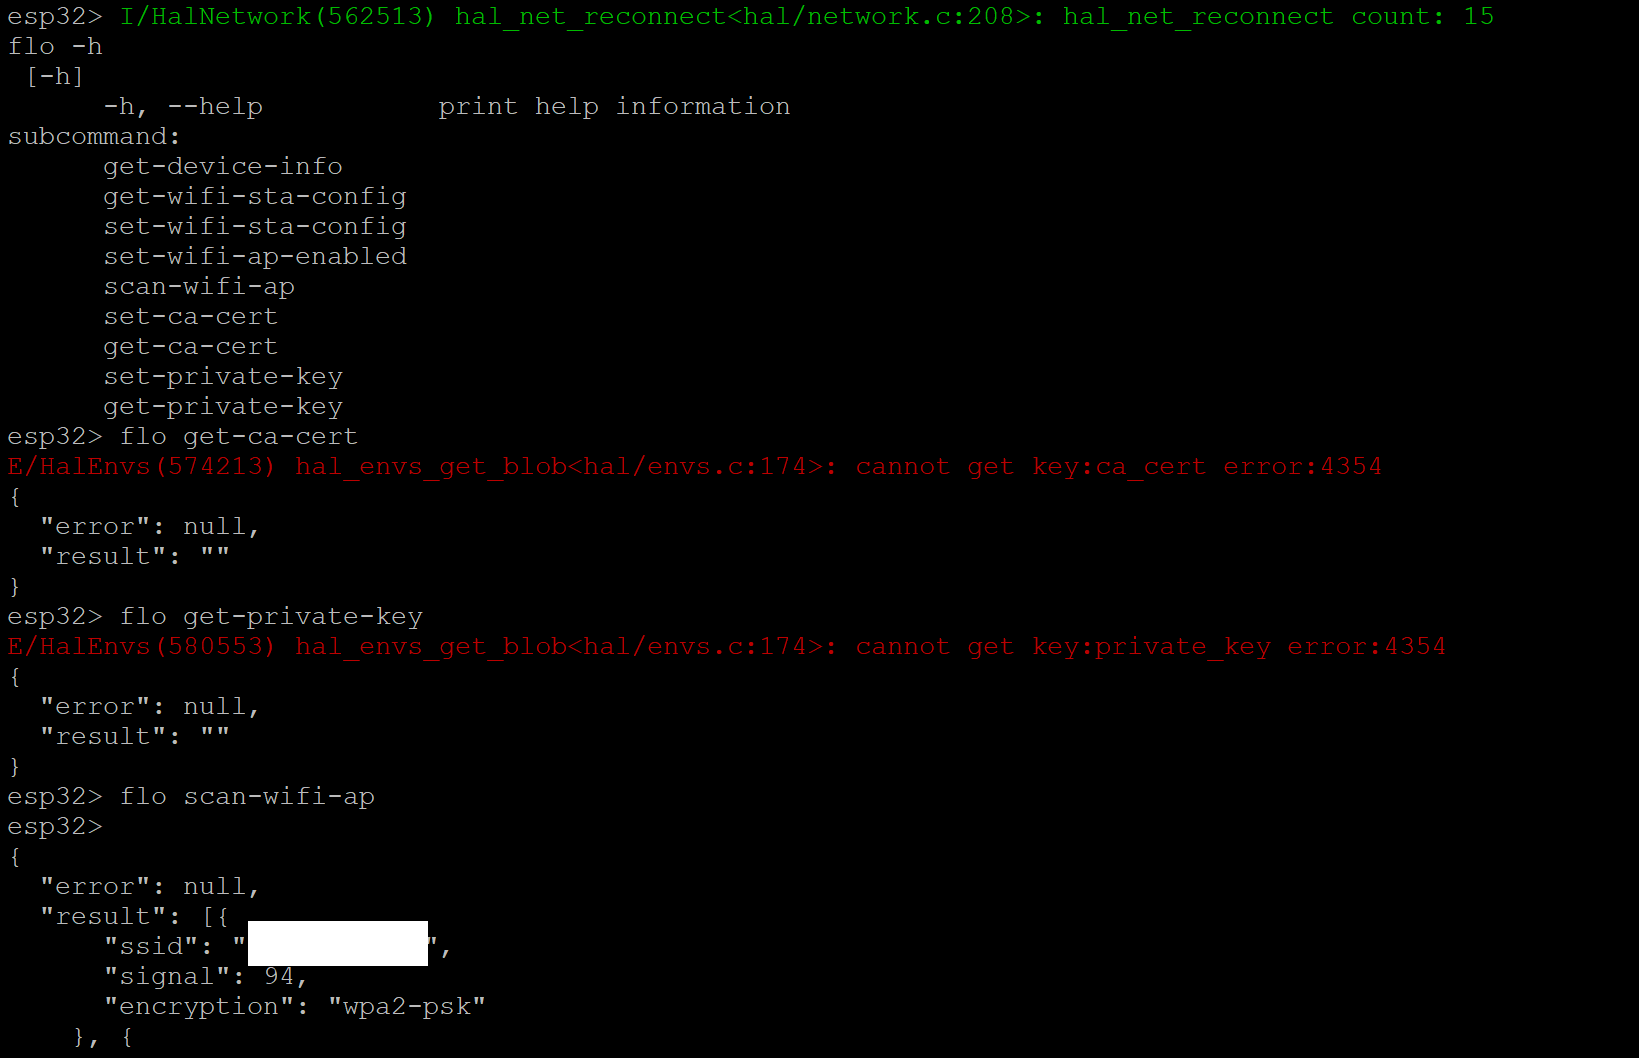 esp32> I/HalNetwork(562513) hal_net_reconnect<hal/network.c:208>: hal_net_reconnect count: 15
flo -h
 [-h]
      -h, --help           print help information
subcommand:
      get-device-info
      get-wifi-sta-config
      set-wifi-sta-config
      set-wifi-ap-enabled
      scan-wifi-ap
      set-ca-cert
      get-ca-cert
      set-private-key
      get-private-key
esp32> flo get-ca-cert
E/HalEnvs(574213) hal_envs_get_blob<hal/envs.c:174>: cannot get key:ca_cert error:4354
{
  "error": null,
  "result": ""
}
esp32> flo get-private-key
E/HalEnvs(580553) hal_envs_get_blob<hal/envs.c:174>: cannot get key:private_key error:4354
{
  "error": null,
  "result": ""
}
esp32> flo scan-wifi-ap
esp32>
{
  "error": null,
  "result": [{
      "ssid": "          ",
      "signal": 94,
      "encryption": "wpa2-psk"
    }, {